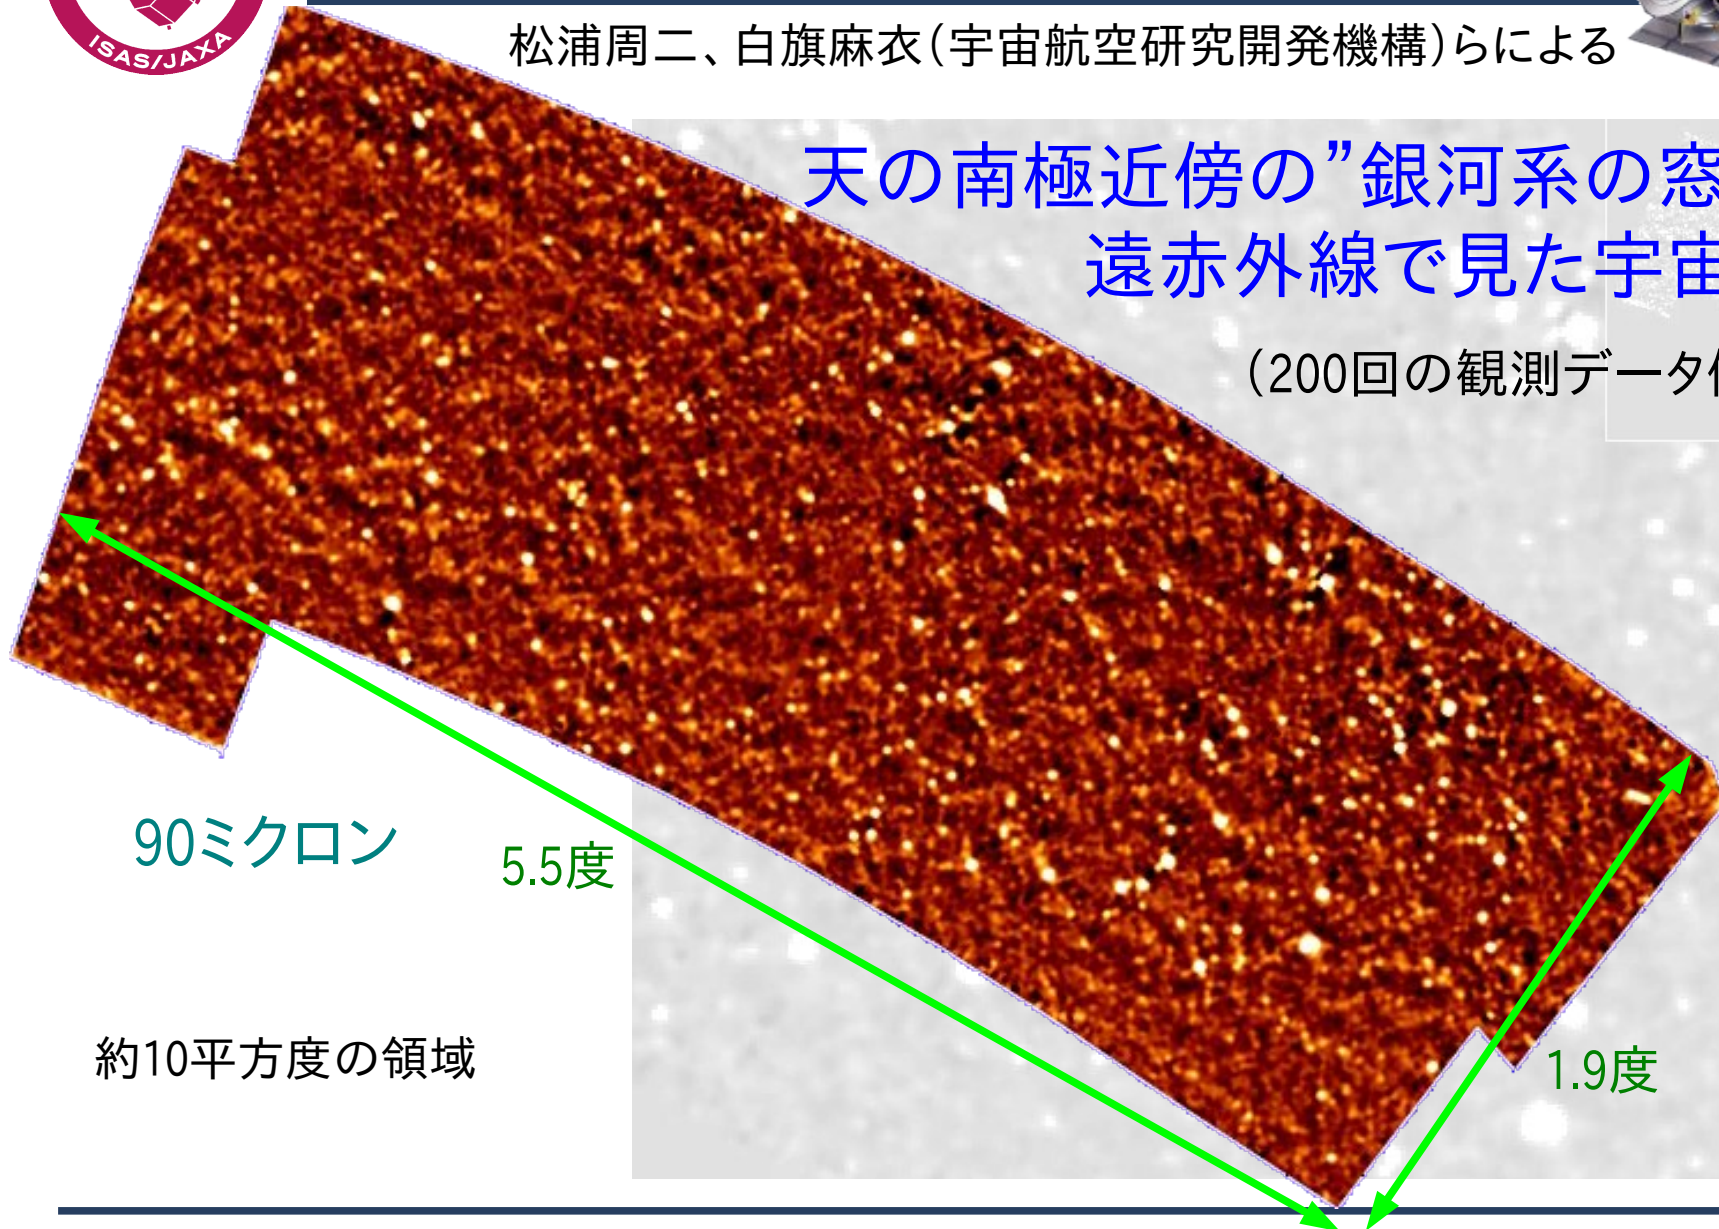 ISAS/JAXA
松浦周二、白旗麻衣(宇宙航空研究開発機構)らによる
天の南極近傍の”銀河系の窓
遠赤外線で見た宇宙
(200回の観測データ
90ミクロン
5.5度
約10平方度の領域
1.9度